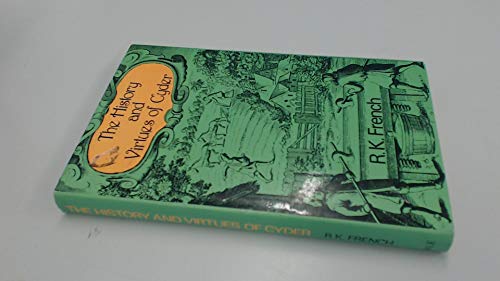 The History
and
Virtues of Cyder
R.K. French
THE HISTORY AND VIRTUES OF CYDER
R.K. FRENCH